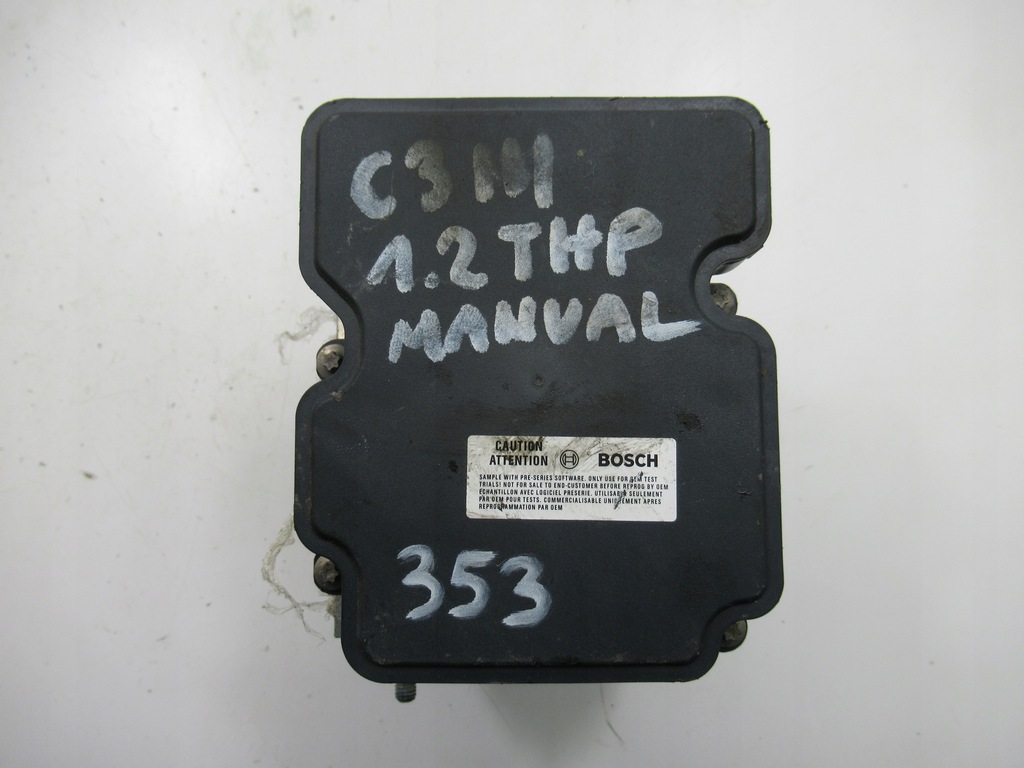 C3 III
1.2 THP
MANUAL
CAUTION
ATTENTION BOSCH
SAMPLE WITH PRE-SERIES SOFTWARE. ONLY USE FOR OEM TEST
TRIALS! NOT FOR SALE TO END-CUSTOMER BEFORE REPROG BY OEM
ÉCHANTILLON AVEC LOGICIEL PRESERIE. UTILISABLE SEULEMENT
PAR OEM POUR TESTS. COMMERCIALISABLE UNIQUEMENT APRES
REPROGRAMMATION PAR OEM
353